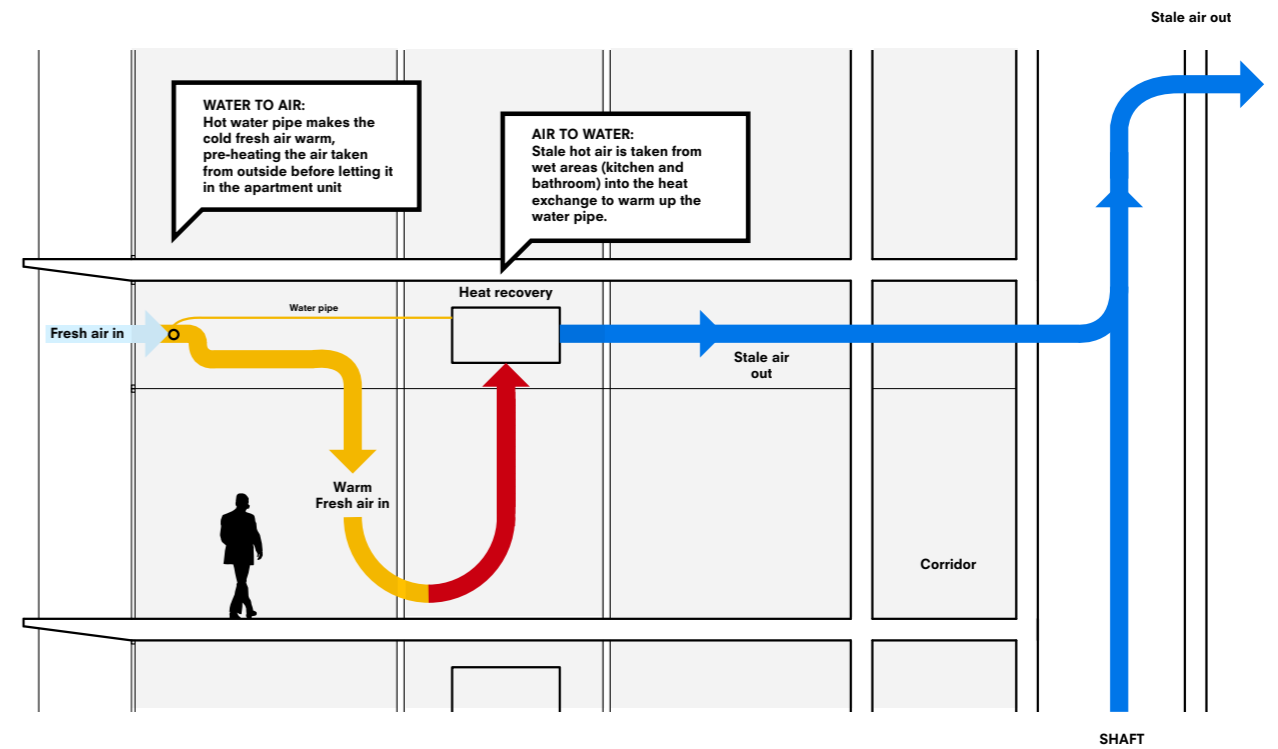 Stale air out
WATER TO AIR:
Hot water pipe makes the
cold fresh air warm,
pre-heating the air taken
from outside before letting it
in the apartment unit
AIR TO WATER:
Stale hot air is taken from
wet areas (kitchen and
bathroom) into the heat
exchange to warm up the
water pipe.
Heat recovery
Water pipe
Fresh air in
Stale air
out
Warm
Fresh air in
Corridor
SHAFT